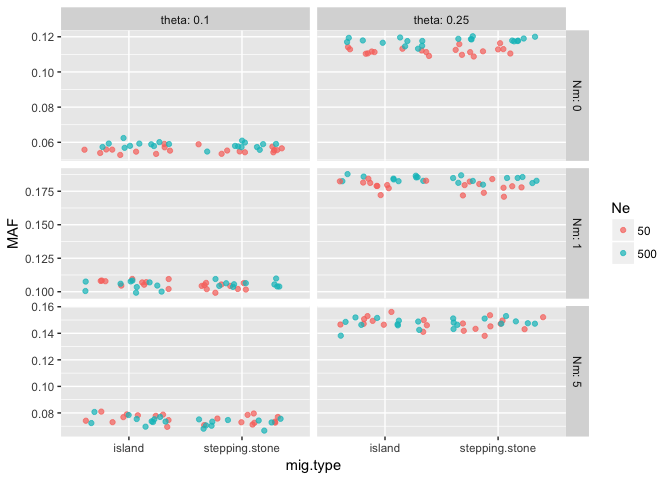 theta: 0.1 theta: 0.25
0.12
0.10
0.08
0.06
Nm: 0
MAF
0.175
0.150
0.125
0.100
Nm: 1
0.16
0.14
0.12
0.10
0.08
Nm: 5
island stepping.stone island stepping.stone
mig.type
Ne
50
500